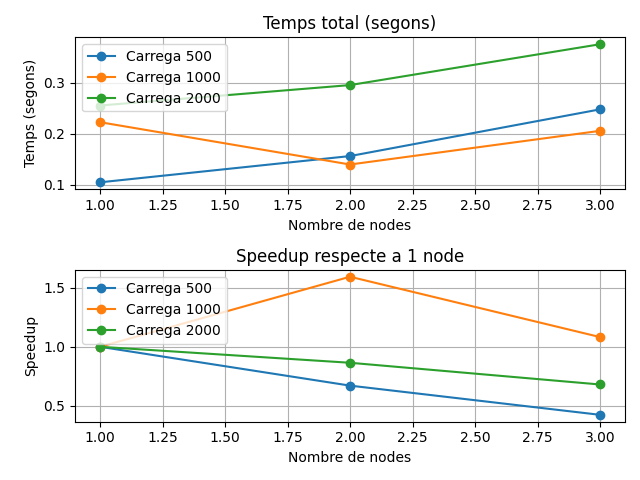 Temps total (segons)
Carrega 500
Carrega 1000
Carrega 2000
Temps (segons)
0.3
0.2
0.1
1.00 1.25 1.50 1.75 2.00 2.25 2.50 2.75 3.00
Nombre de nodes
Speedup respecte a 1 node
Carrega 500
Carrega 1000
Carrega 2000
Speedup
1.5
1.0
0.5
1.00 1.25 1.50 1.75 2.00 2.25 2.50 2.75 3.00
Nombre de nodes